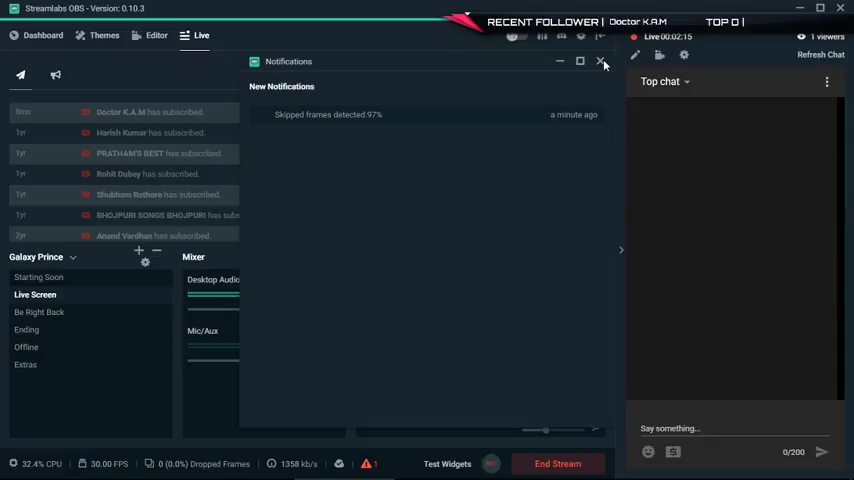 Streamlabs OBS - Version: 0.10.3
RECENT FOLLOWER | Doctor K.A.M TOP D |
Dashboard Themes Editor Live
Live 00:02:15 1 viewers
Refresh Chat
Notifications
New Notifications
Skipped frames detected:97% a minute ago
Top chat
8mo Doctor K.A.M has subscribed.
1yr Harish Kumar has subscribed.
1yr PRATHAM'S BEST has subscribed.
1yr Rohit Dubey has subscribed.
1yr Shubham Rathore has subscribed.
1yr BHOJPURI SONGS BHOJPURI has subs
2yr Anand Vardhan has subscribed.
Galaxy Prince
Starting Soon
Live Screen
Be Right Back
Ending
Offline
Extras
Mixer
Desktop Audio
Mic/Aux
Say something...
0/200
32.4% CPU 30.00 FPS 0 (0.0%) Dropped Frames 1358 kb/s 1 Test Widgets End Stream